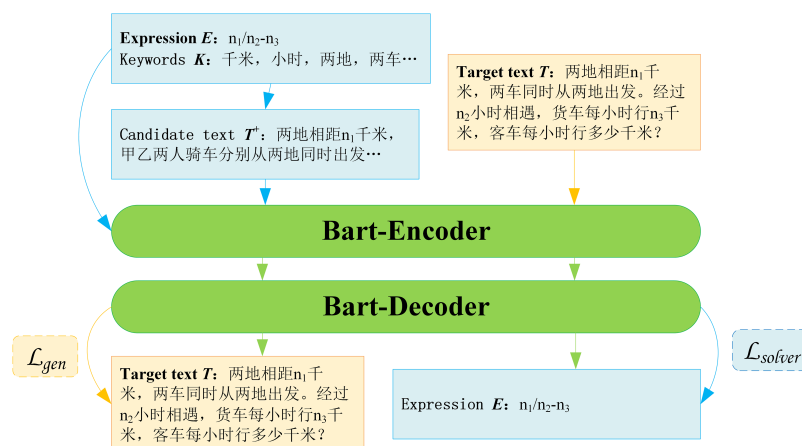 Expression E: n₁/n₂-n₃
Keywords K: 千米, 小时, 两地, 两车…
Candidate text T⁺: 两地相距n₁千米,
甲乙两人骑车分别从两地同时出发…
Target text T: 两地相距n₁千
米, 两车同时从两地出发。经过
n₂小时相遇, 货车每小时行n₃千
米, 客车每小时行多少千米?
Bart-Encoder
Bart-Decoder
ℒgen
ℒsolver
Target text T: 两地相距n₁千
米, 两车同时从两地出发。经过
n₂小时相遇, 货车每小时行n₃千
米, 客车每小时行多少千米?
Expression E: n₁/n₂-n₃